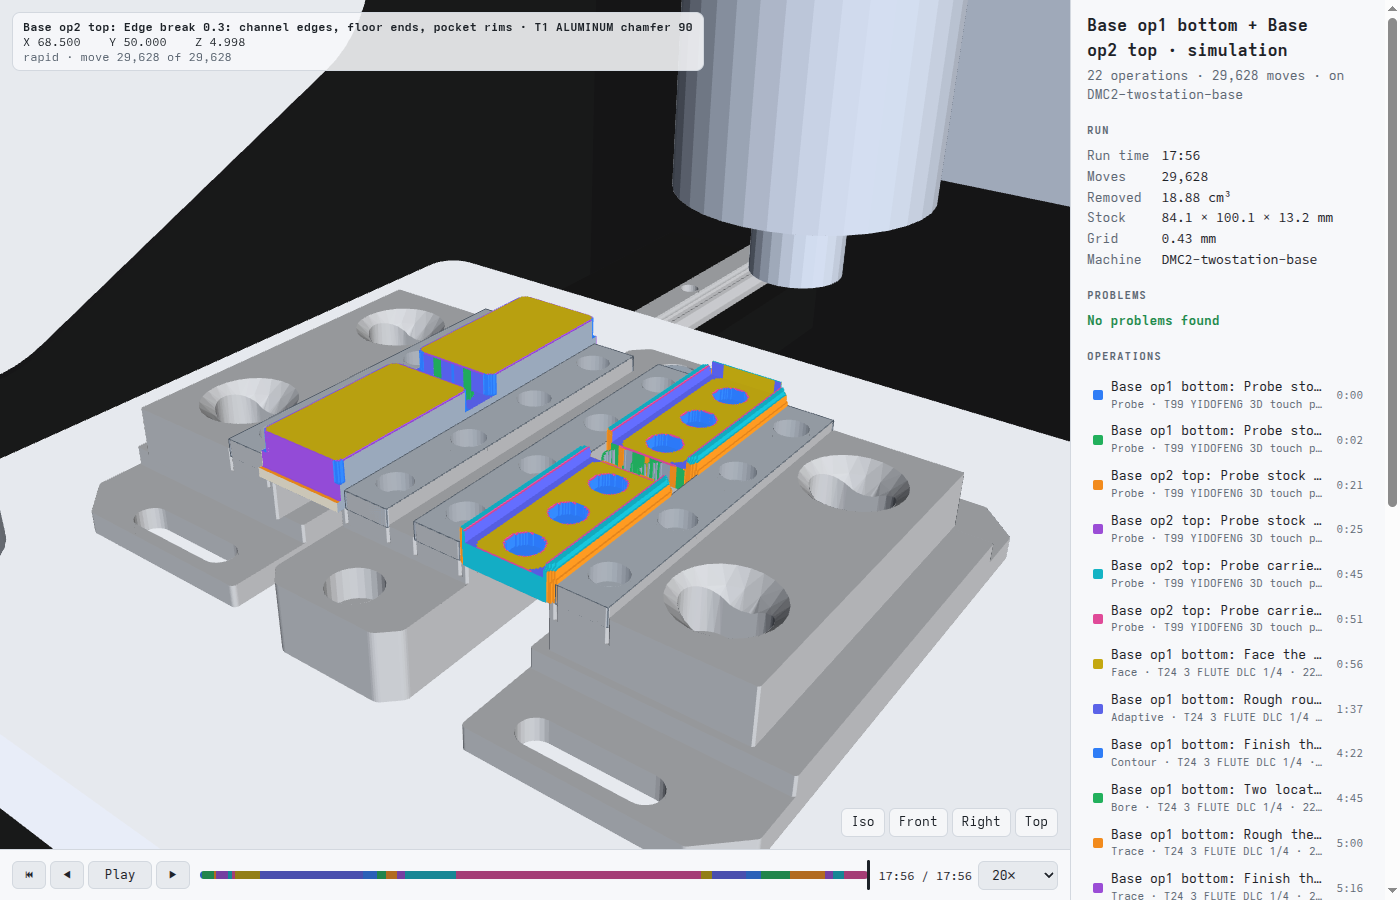 Base op2 top: Edge break 0.3: channel edges, floor ends, pocket rims · T1 ALUMINUM chamfer 90
X 68.500 Y 50.000 Z 4.998
rapid · move 29,628 of 29,628
Iso
Front
Right
Top
⏮
◀
Play
▶
17:56 / 17:56
20×
Base op1 bottom + Base
op2 top · simulation
22 operations · 29,628 moves · on
DMC2-twostation-base
RUN
Run time 17:56
Moves 29,628
Removed 18.88 cm³
Stock 84.1 × 100.1 × 13.2 mm
Grid 0.43 mm
Machine DMC2-twostation-base
PROBLEMS
No problems found
OPERATIONS
Base op1 bottom: Probe sto… 0:00
Probe · T99 YIDOFENG 3D touch p…
Base op1 bottom: Probe sto… 0:02
Probe · T99 YIDOFENG 3D touch p…
Base op2 top: Probe stock … 0:21
Probe · T99 YIDOFENG 3D touch p…
Base op2 top: Probe stock … 0:25
Probe · T99 YIDOFENG 3D touch p…
Base op2 top: Probe carrie… 0:45
Probe · T99 YIDOFENG 3D touch p…
Base op2 top: Probe carrie… 0:51
Probe · T99 YIDOFENG 3D touch p…
Base op1 bottom: Face the … 0:56
Face · T24 3 FLUTE DLC 1/4 · 22…
Base op1 bottom: Rough rou… 1:37
Adaptive · T24 3 FLUTE DLC 1/4 …
Base op1 bottom: Finish th… 4:22
Contour · T24 3 FLUTE DLC 1/4 ·…
Base op1 bottom: Two locat… 4:45
Bore · T24 3 FLUTE DLC 1/4 · 22…
Base op1 bottom: Rough the… 5:00
Trace · T24 3 FLUTE DLC 1/4 · 2…
Base op1 bottom: Finish th… 5:16
Trace · T24 3 FLUTE DLC 1/4 · 2…